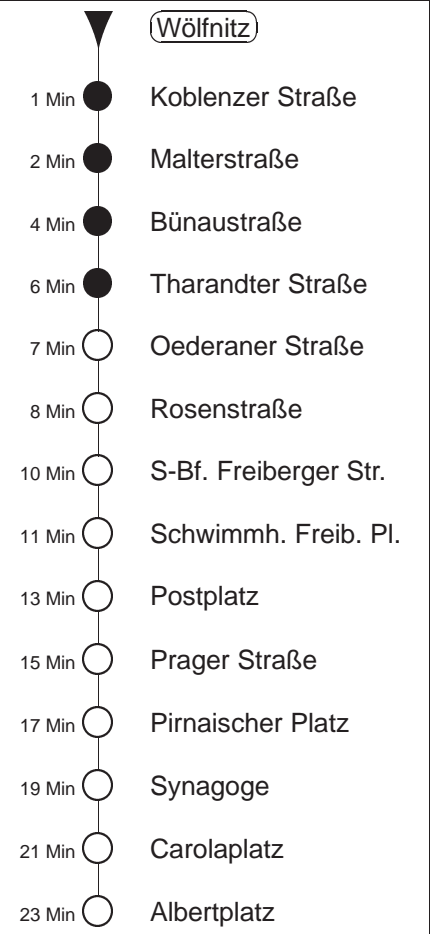 Wölfnitz
1 Min Koblenzer Straße
2 Min Malterstraße
4 Min Bünaustraße
6 Min Tharandter Straße
7 Min Oederaner Straße
8 Min Rosenstraße
10 Min S-Bf. Freiberger Str.
11 Min Schwimmh. Freib. Pl.
13 Min Postplatz
15 Min Prager Straße
17 Min Pirnaischer Platz
19 Min Synagoge
21 Min Carolaplatz
23 Min Albertplatz